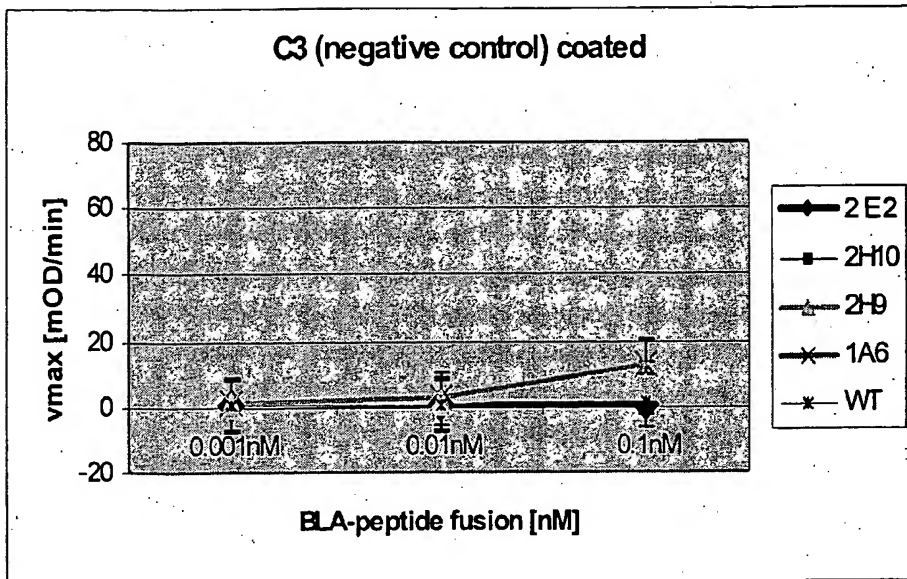 C3 (negative control) coated
vmax [mOD/min]
80
60
40
20
0
-20
0.001nM
0.01nM
0.1nM
BLA-peptide fusion [nM]
2E2
2H10
2H9
1A6
WT